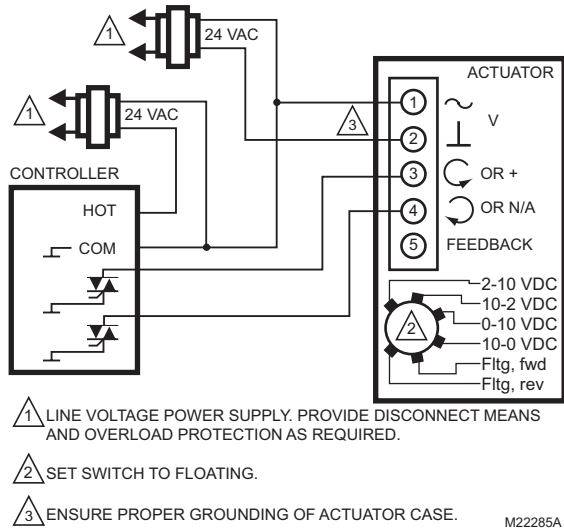 1
24 VAC
ACTUATOR
1
24 VAC
3
1
V
2
CONTROLLER
3 OR +
HOT
4 OR N/A
COM
5 FEEDBACK
2-10 VDC
10-2 VDC
2
0-10 VDC
10-0 VDC
Fltg, fwd
Fltg, rev
1 LINE VOLTAGE POWER SUPPLY. PROVIDE DISCONNECT MEANS
AND OVERLOAD PROTECTION AS REQUIRED.
2 SET SWITCH TO FLOATING.
3 ENSURE PROPER GROUNDING OF ACTUATOR CASE.
M22285A